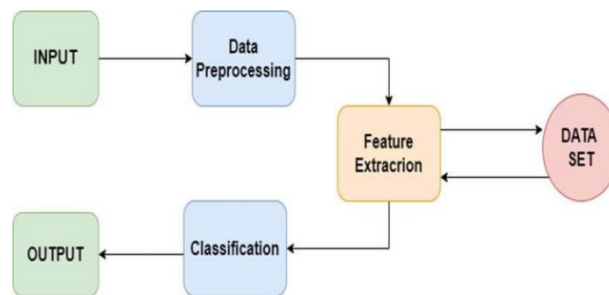 INPUT
Data
Preprocessing
Feature
Extracrion
DATA
SET
Classification
OUTPUT